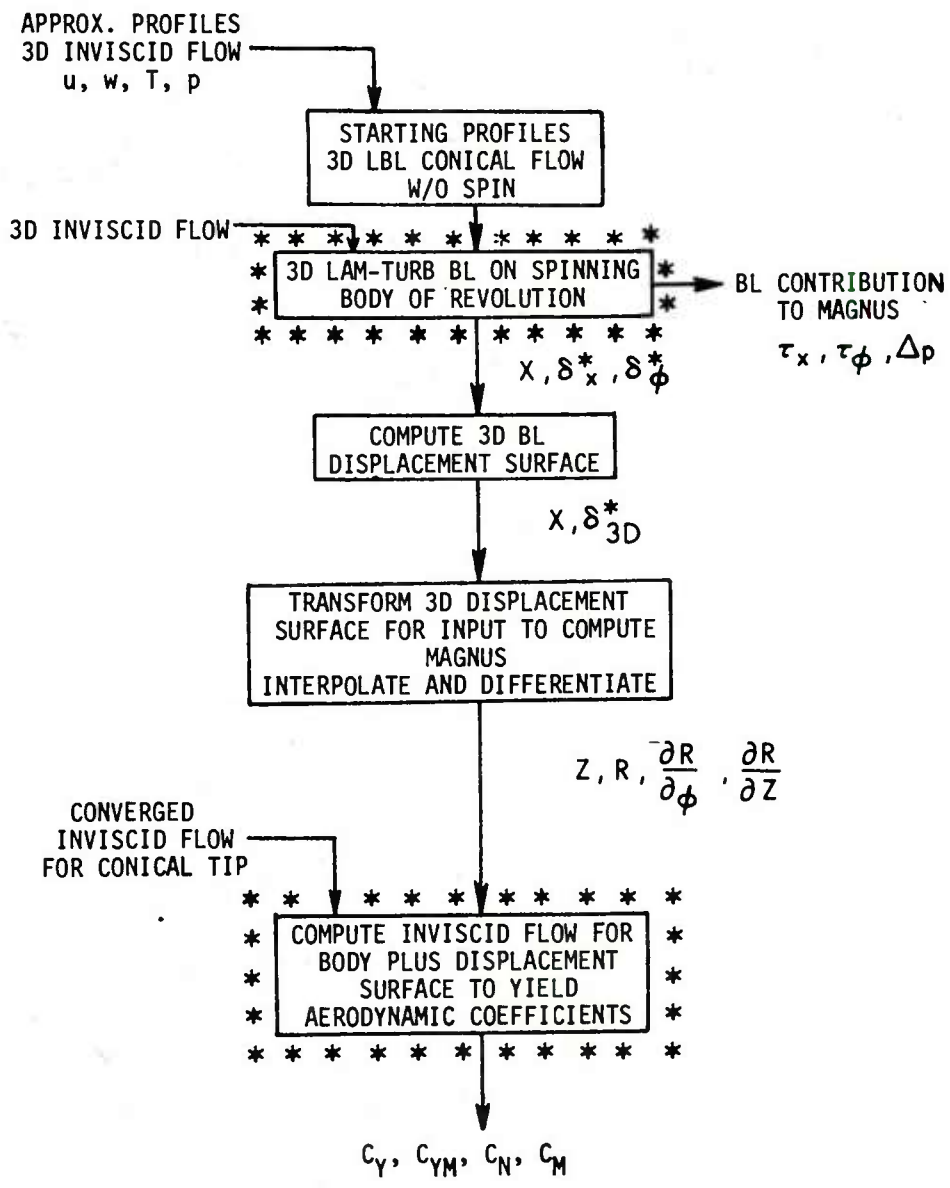 APPROX. PROFILES
3D INVISCID FLOW
u, w, T, p
STARTING PROFILES
3D LBL CONICAL FLOW
W/O SPIN
3D INVISCID FLOW
* * * * * * * * * * *
* 3D LAM-TURB BL ON SPINNING *
* BODY OF REVOLUTION *
* * * * * * * * * * *
BL CONTRIBUTION
TO MAGNUS
τx, τϕ, Δp
X, δ*x, δ*ϕ
COMPUTE 3D BL
DISPLACEMENT SURFACE
X, δ*3D
TRANSFORM 3D DISPLACEMENT
SURFACE FOR INPUT TO COMPUTE
MAGNUS
INTERPOLATE AND DIFFERENTIATE
Z, R, ∂R/∂ϕ, ∂R/∂Z
CONVERGED
INVISCID FLOW
FOR CONICAL TIP
* * * * * * * * * * *
* COMPUTE INVISCID FLOW FOR *
BODY PLUS DISPLACEMENT
* SURFACE TO YIELD *
* AERODYNAMIC COEFFICIENTS *
* * * * * * * * * * *
CY, CYM, CN, CM